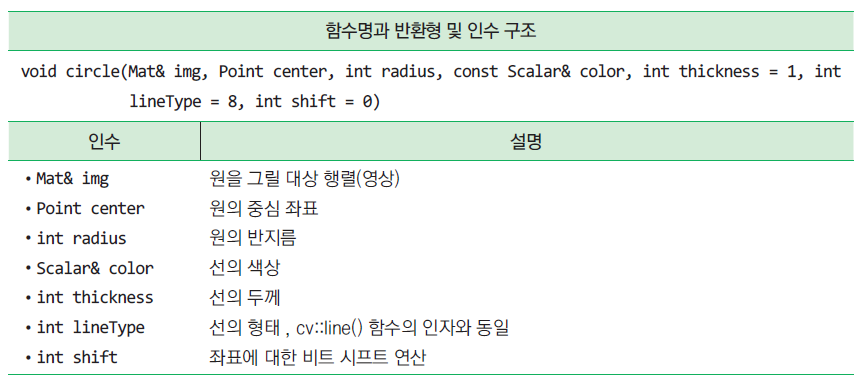 함수명과 반환형 및 인수 구조
void circle(Mat& img, Point center, int radius, const Scalar& color, int thickness = 1, int
lineType = 8, int shift = 0)
인수 설명
• Mat& img 원을 그릴 대상 행렬(영상)
• Point center 원의 중심 좌표
• int radius 원의 반지름
• Scalar& color 선의 색상
• int thickness 선의 두께
• int lineType 선의 형태 , cv::line() 함수의 인자와 동일
• int shift 좌표에 대한 비트 시프트 연산